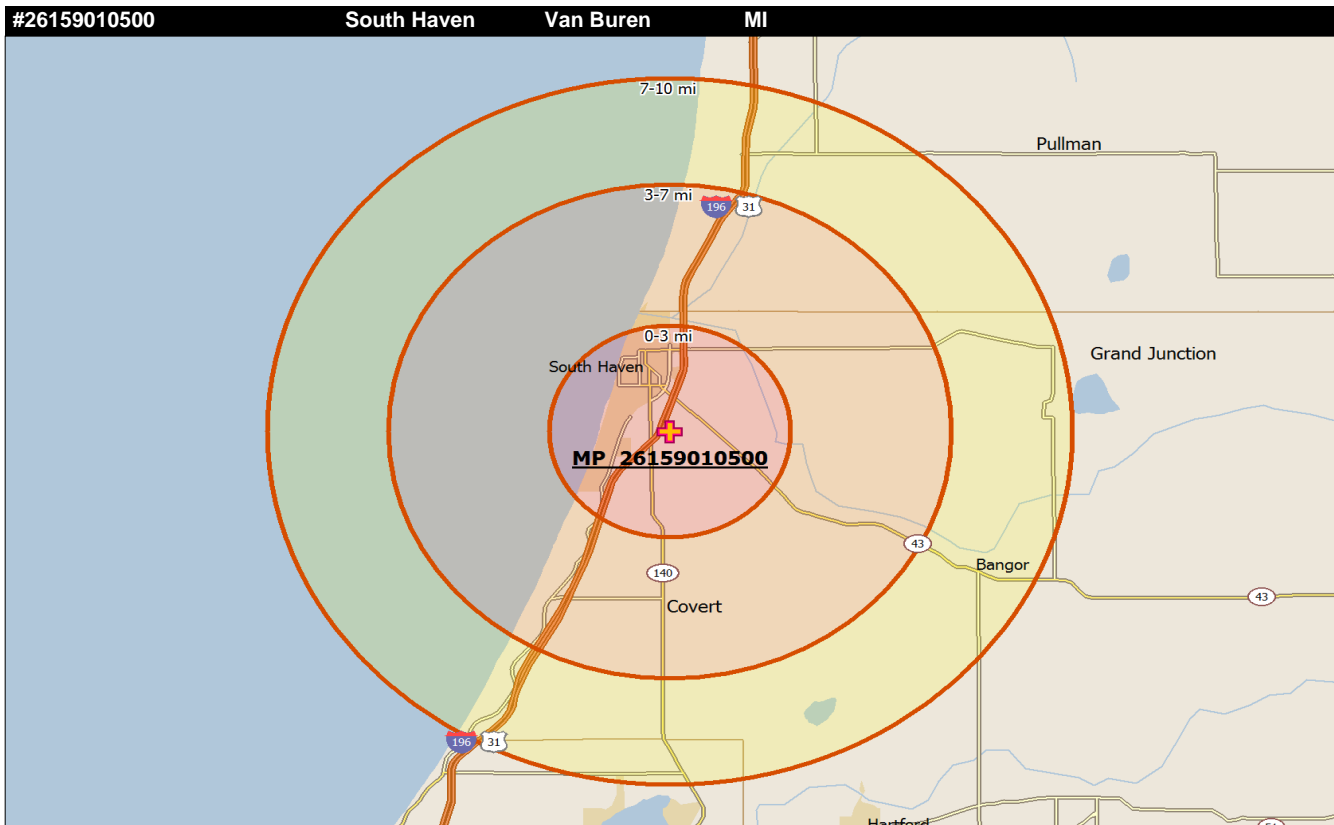 #26159010500 South Haven Van Buren MI
7-10 mi
Pullman
3-7 mi
196 31
0-3 mi
Grand Junction
South Haven
MP 26159010500
43
Bangor
140
43
Covert
196 31
Hartford